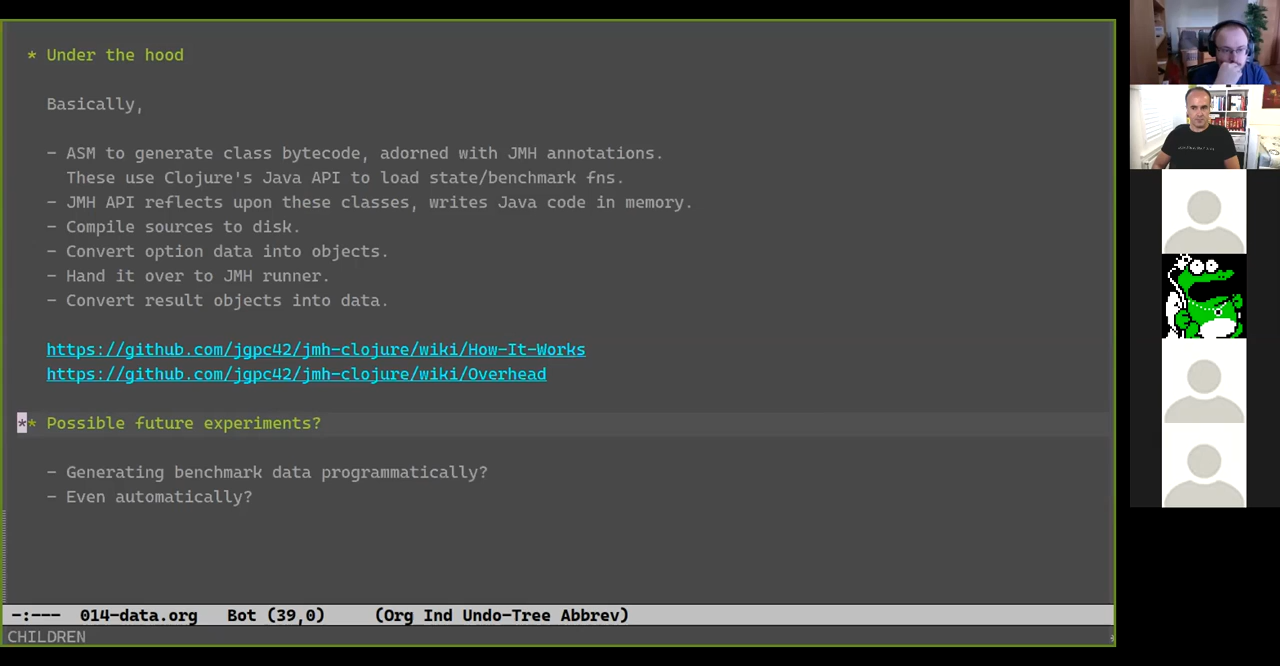 * Under the hood
Basically,
- ASM to generate class bytecode, adorned with JMH annotations.
These use Clojure's Java API to load state/benchmark fns.
- JMH API reflects upon these classes, writes Java code in memory.
- Compile sources to disk.
- Convert option data into objects.
- Hand it over to JMH runner.
- Convert result objects into data.
https://github.com/jgpc42/jmh-clojure/wiki/How-It-Works
https://github.com/jgpc42/jmh-clojure/wiki/Overhead
** Possible future experiments?
- Generating benchmark data programmatically?
- Even automatically?
-:--- 014-data.org Bot (39,0) (Org Ind Undo-Tree Abbrev)
CHILDREN